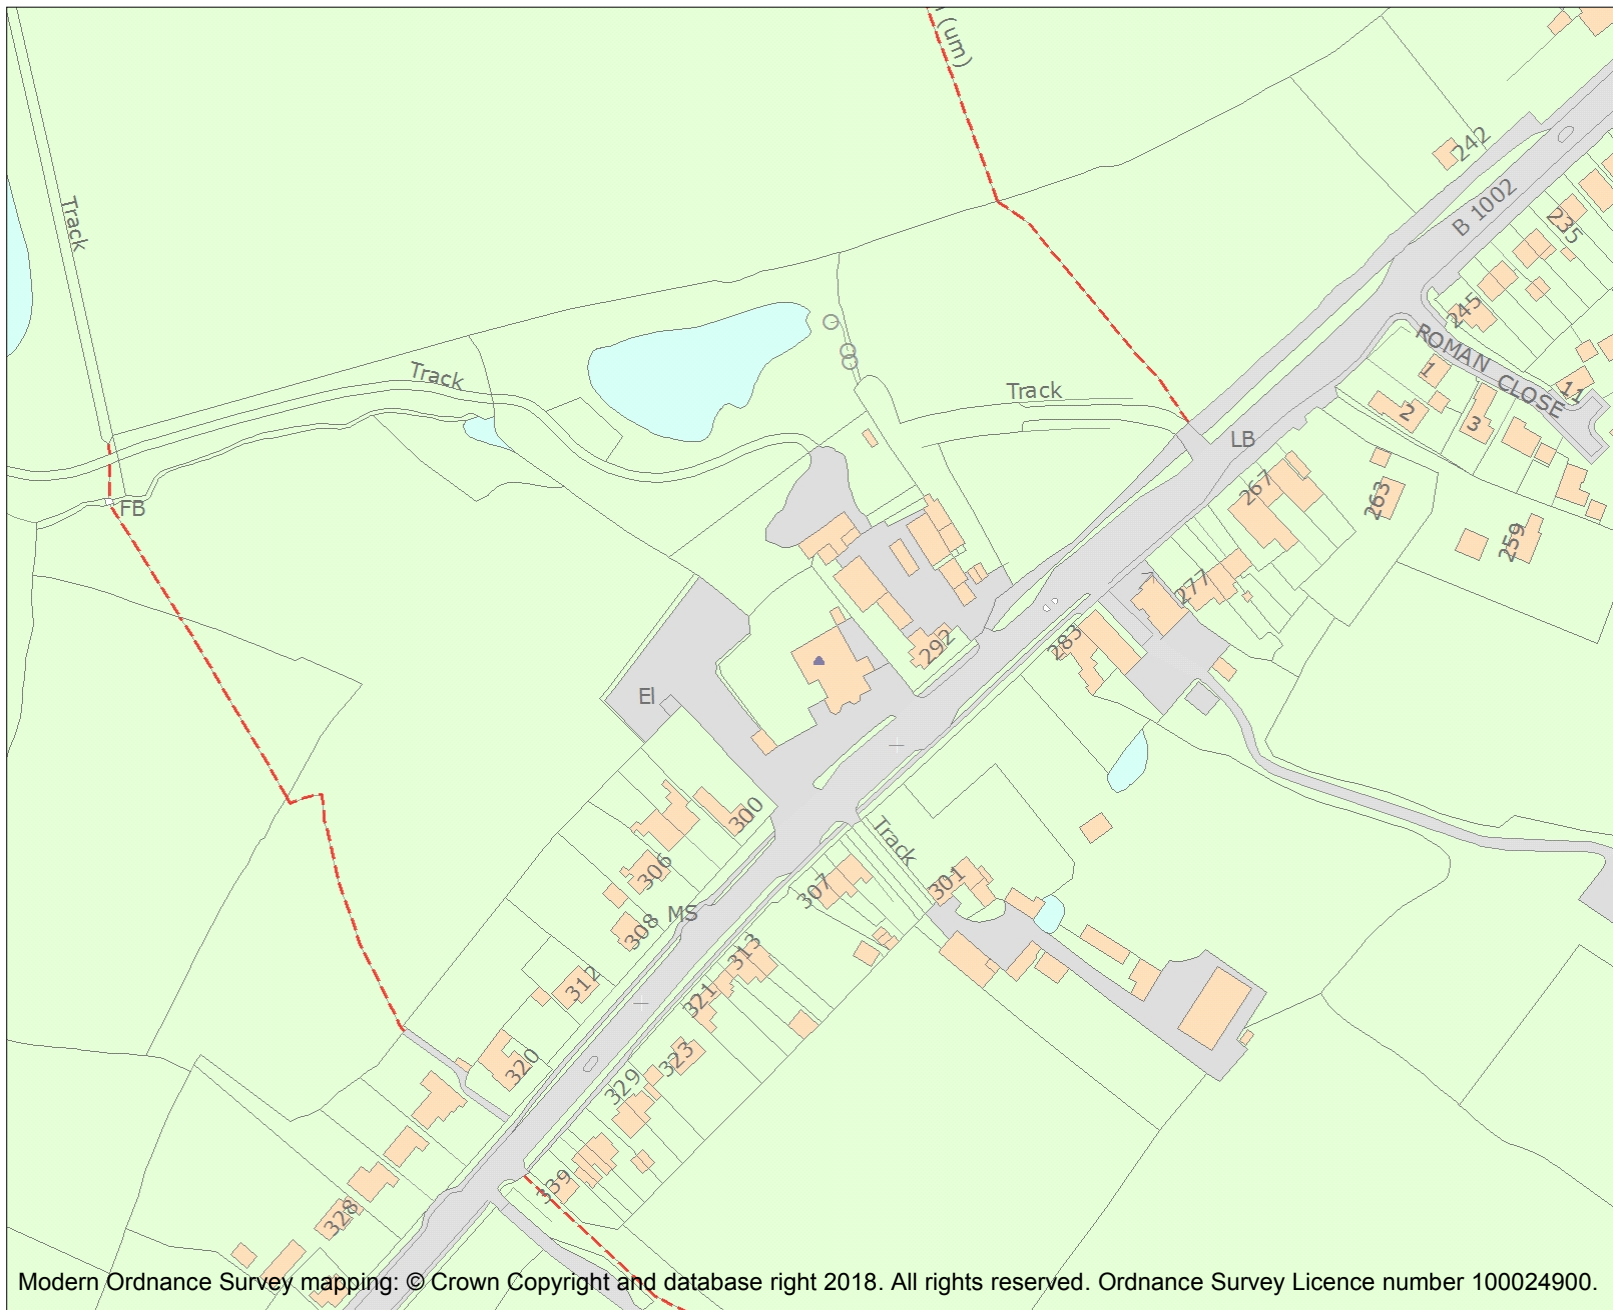 (um)
Track
242
B 1002
235
245
ROMAN CLOSE
Track
Track
1
11
2
3
LB
267
263
FB
259
277
292
283
El
300
Track
306
301
307
MS
308
313
312
321
320
323
329
339
328
Modern Ordnance Survey mapping: © Crown Copyright and database right 2018. All rights reserved. Ordnance Survey Licence number 100024900.